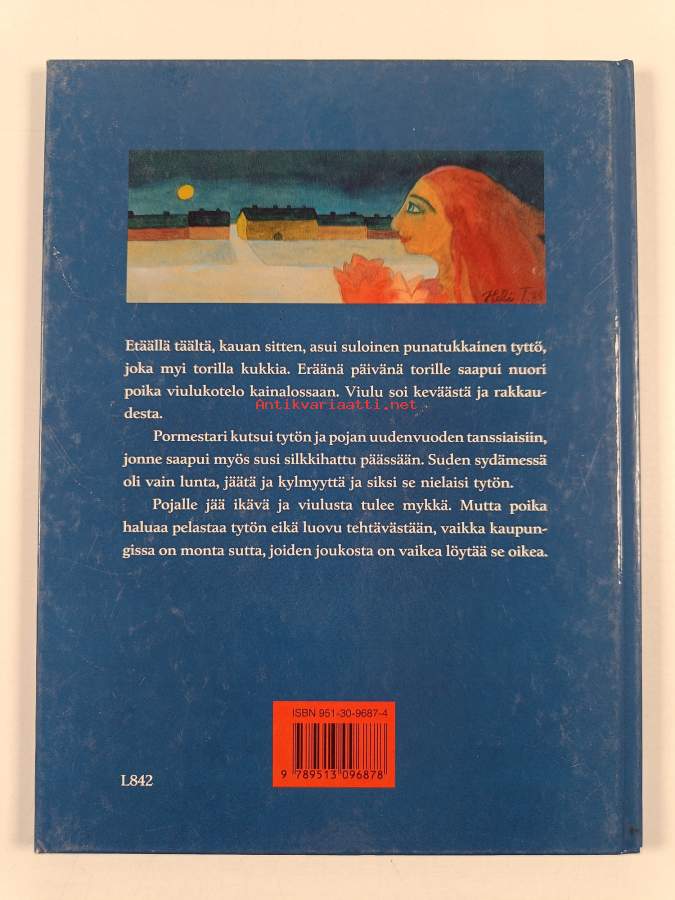 Heli T.
Etäällä täältä, kauan sitten, asui suloinen punatukkainen tyttö,
joka myi torilla kukkia. Eräänä päivänä torille saapui nuori
poika viulukotelo kainalossaan. Viulu soi keväästä ja rakkau-
Antikvariaatti.net
desta.
Pormestari kutsui tytön ja pojan uudenvuoden tanssiaisiin,
jonne saapui myös susi silkkihattu päässään. Suden sydämessä
oli vain lunta, jäätä ja kylmyyttä ja siksi se nielaisi tytön.
Pojalle jää ikävä ja viulusta tulee mykkä. Mutta poika
haluaa pelastaa tytön eikä luovu tehtävästään, vaikka kaupun-
gissa on monta sutta, joiden joukosta on vaikea löytää se oikea.
ISBN 951-30-9687-4
9 789513 096878
L842